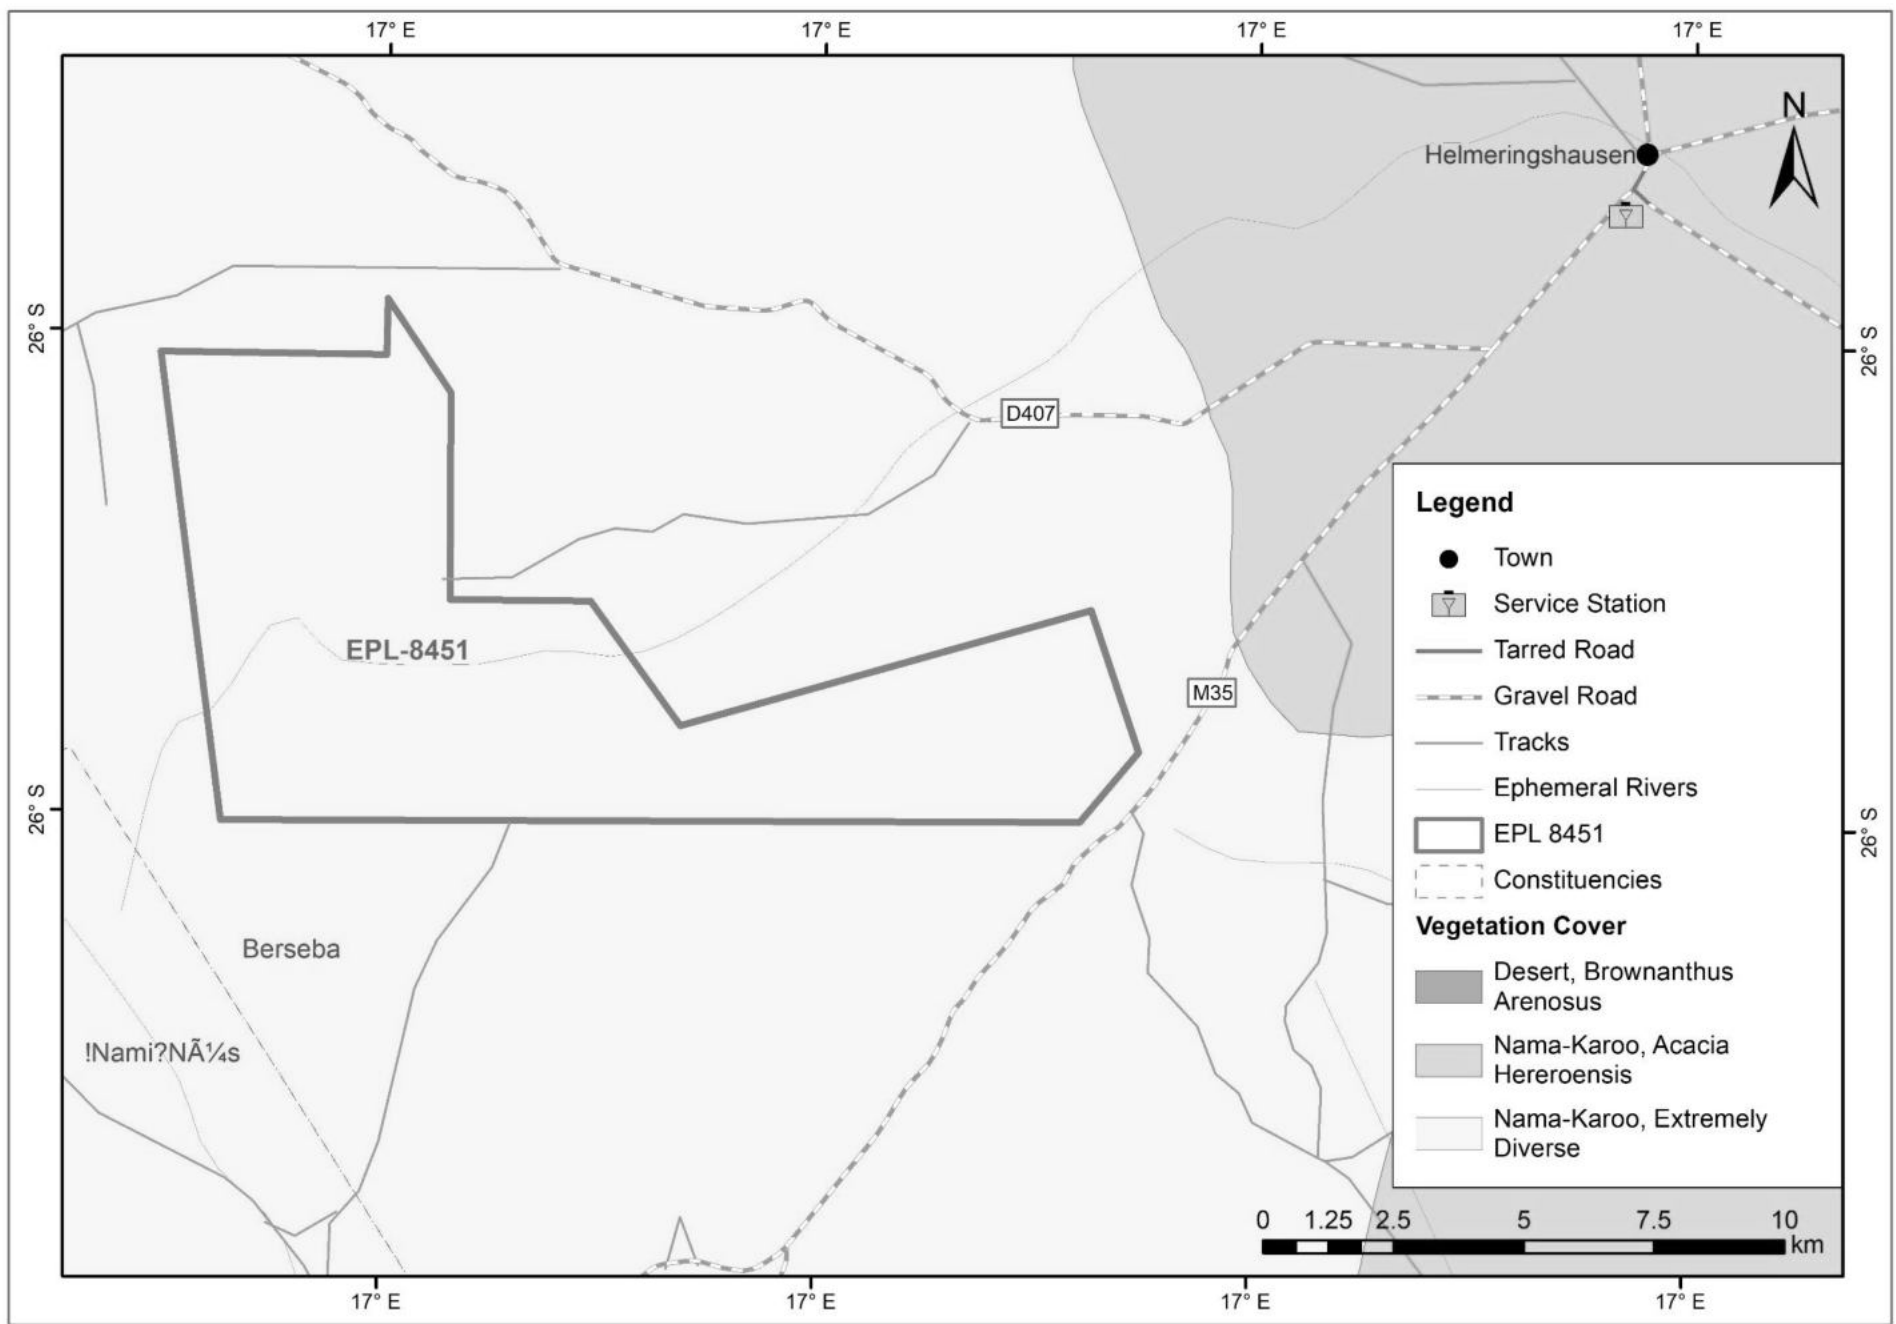 17° E
17° E
17° E
17° E
N
Helmeringshausen
26° S
26° S
D407
Legend
Town
Service Station
EPL-8451
Tarred Road
M35
Gravel Road
Tracks
Ephemeral Rivers
26° S
26° S
EPL 8451
Constituencies
Vegetation Cover
Berseba
Desert, Brownanthus
Arenosus
!Nami?NÃ¼s
Nama-Karoo, Acacia
Hereroensis
Nama-Karoo, Extremely
Diverse
0 1.25 2.5 5 7.5 10
km
17° E
17° E
17° E
17° E